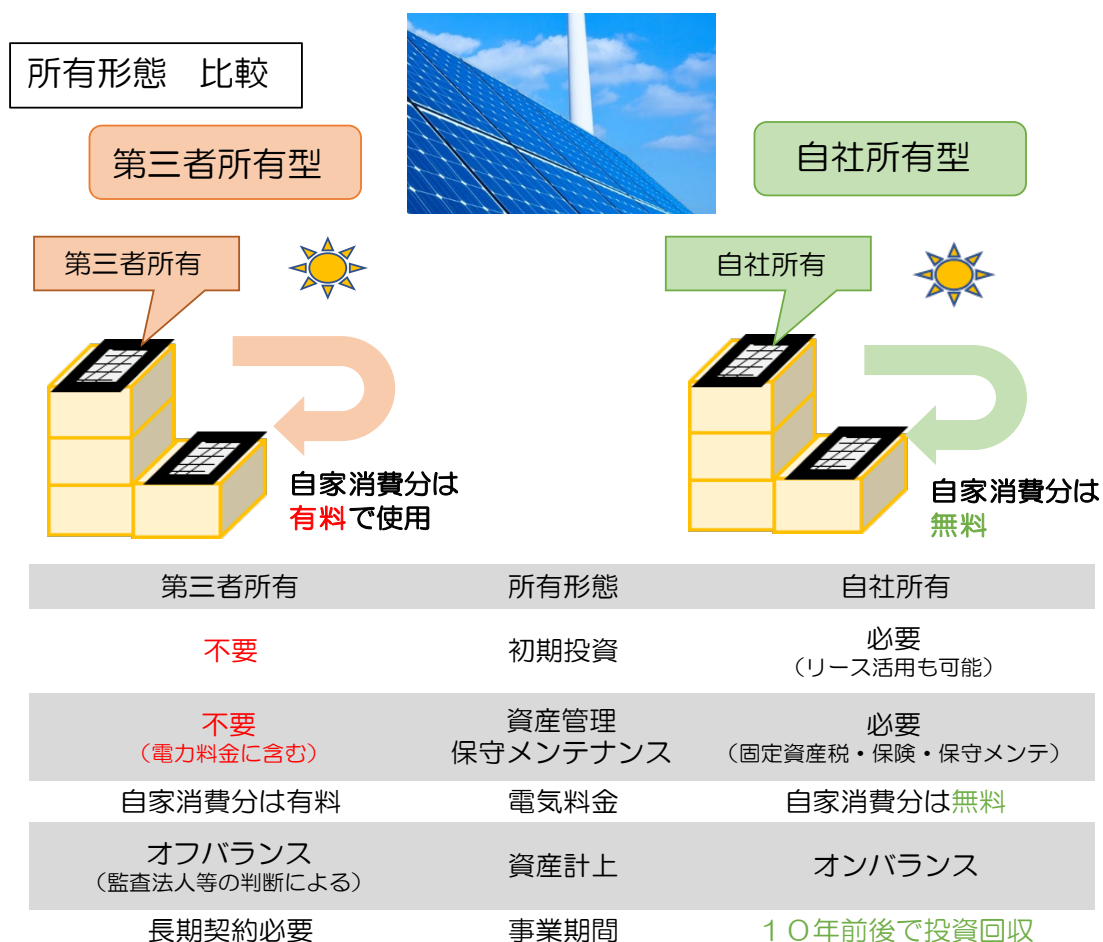 所有形態　比較
第三者所有型
自社所有型
第三者所有
自社所有
自家消費分は
有料で使用
自家消費分は
無料
第三者所有 所有形態 自社所有
不要 初期投資 必要
（リース活用も可能）
不要
（電力料金に含む）
資産管理
保守メンテナンス
必要
（固定資産税・保険・保守メンテ）
自家消費分は有料 電気料金 自家消費分は無料
オフバランス
（監査法人等の判断による）
資産計上
オンバランス
長期契約必要 事業期間 １０年前後で投資回収